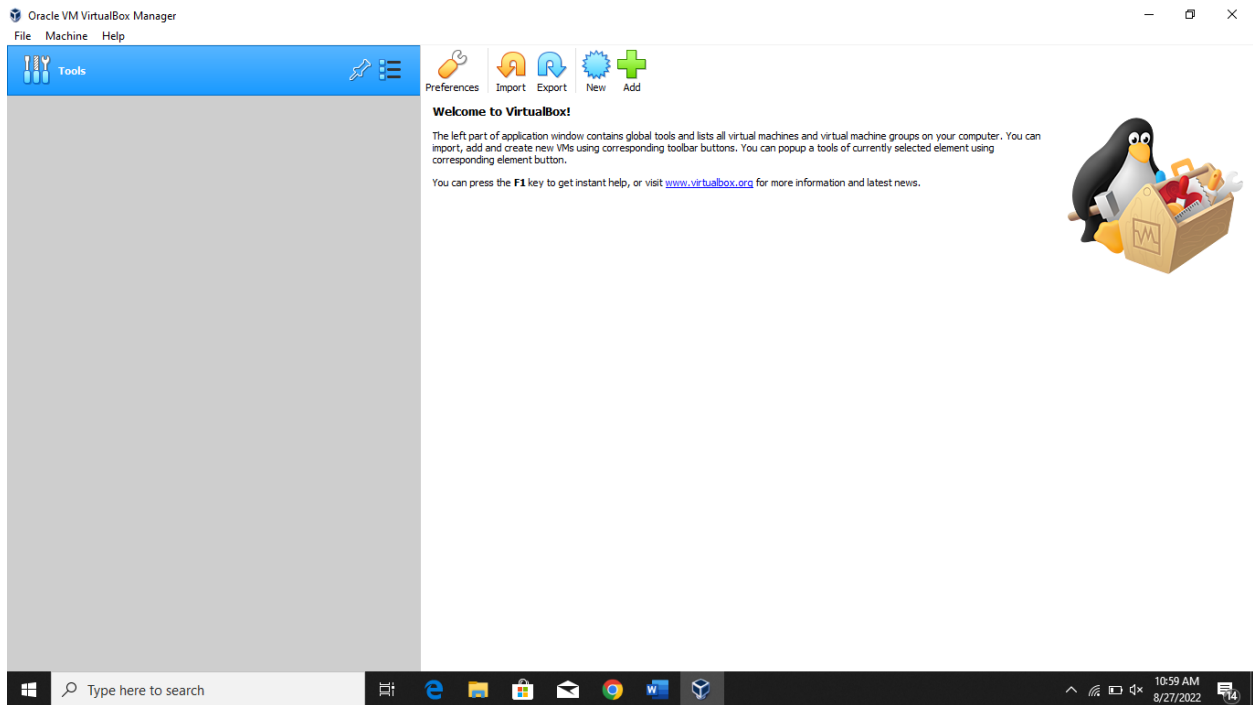 Oracle VM VirtualBox Manager
File Machine Help
Tools
Preferences Import Export New Add
Welcome to VirtualBox!
The left part of application window contains global tools and lists all virtual machines and virtual machine groups on your computer. You can
import, add and create new VMs using corresponding toolbar buttons. You can popup a tools of currently selected element using
corresponding element button.
You can press the F1 key to get instant help, or visit www.virtualbox.org for more information and latest news.
Type here to search
10:59 AM
8/27/2022
14